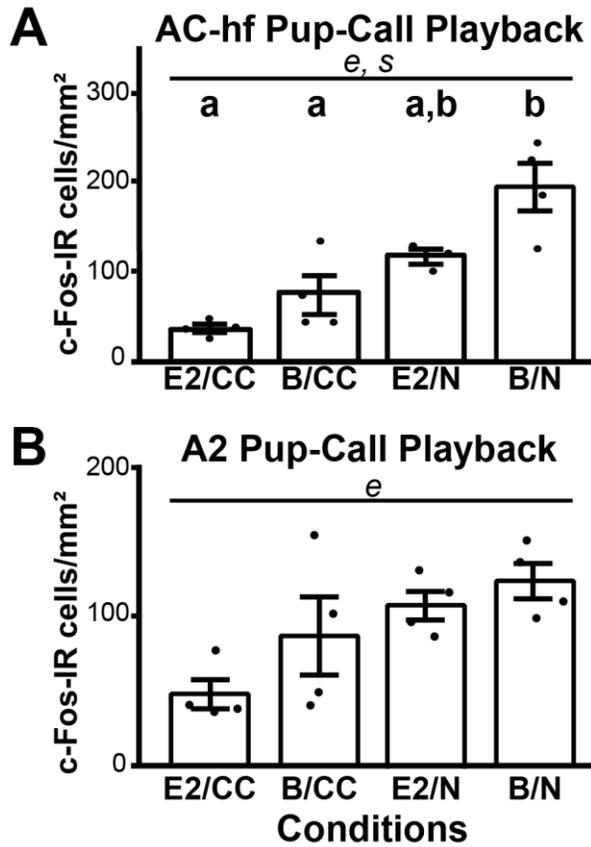 A AC-hf Pup-Call Playback
e, s
a a a,b b
300
200
100
0
c-Fos-IR cells/mm²
E2/CC B/CC E2/N B/N
B A2 Pup-Call Playback
e
200
100
0
c-Fos-IR cells/mm²
E2/CC B/CC E2/N B/N
Conditions